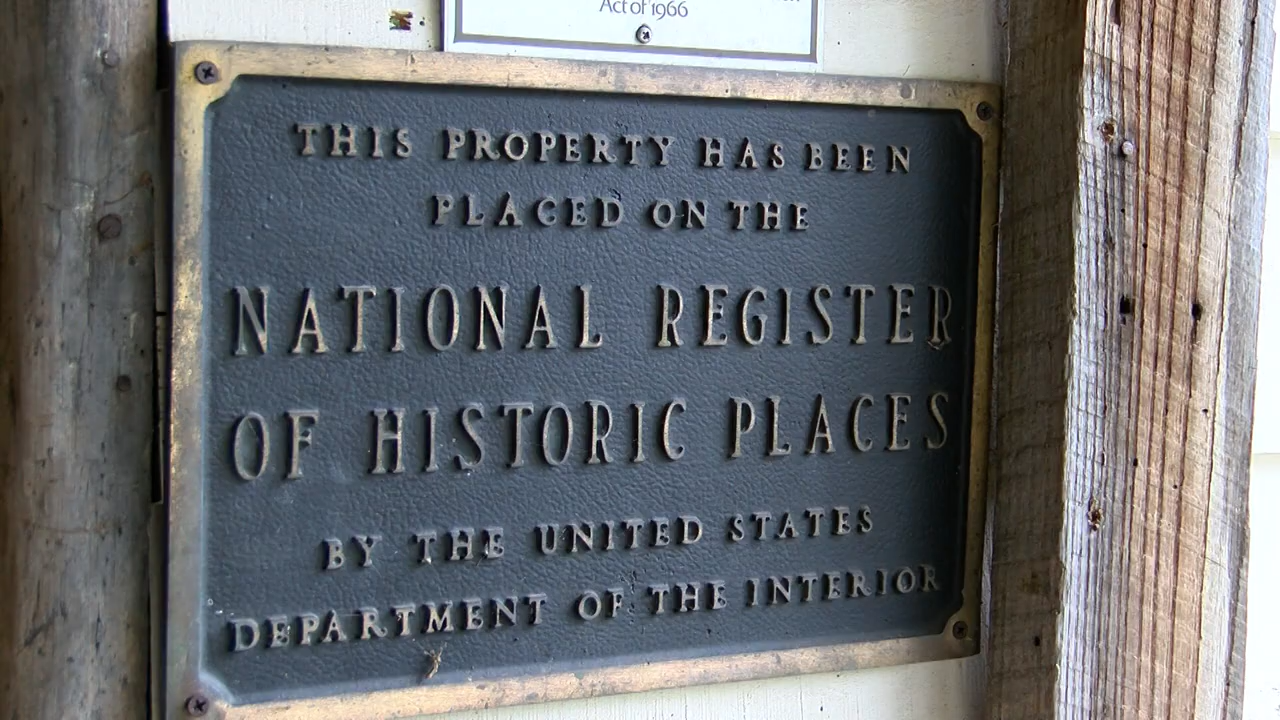 Act of 1966
THIS PROPERTY HAS BEEN
PLACED ON THE
NATIONAL REGISTER
OF HISTORIC PLACES
BY THE UNITED STATES
DEPARTMENT OF THE INTERIOR